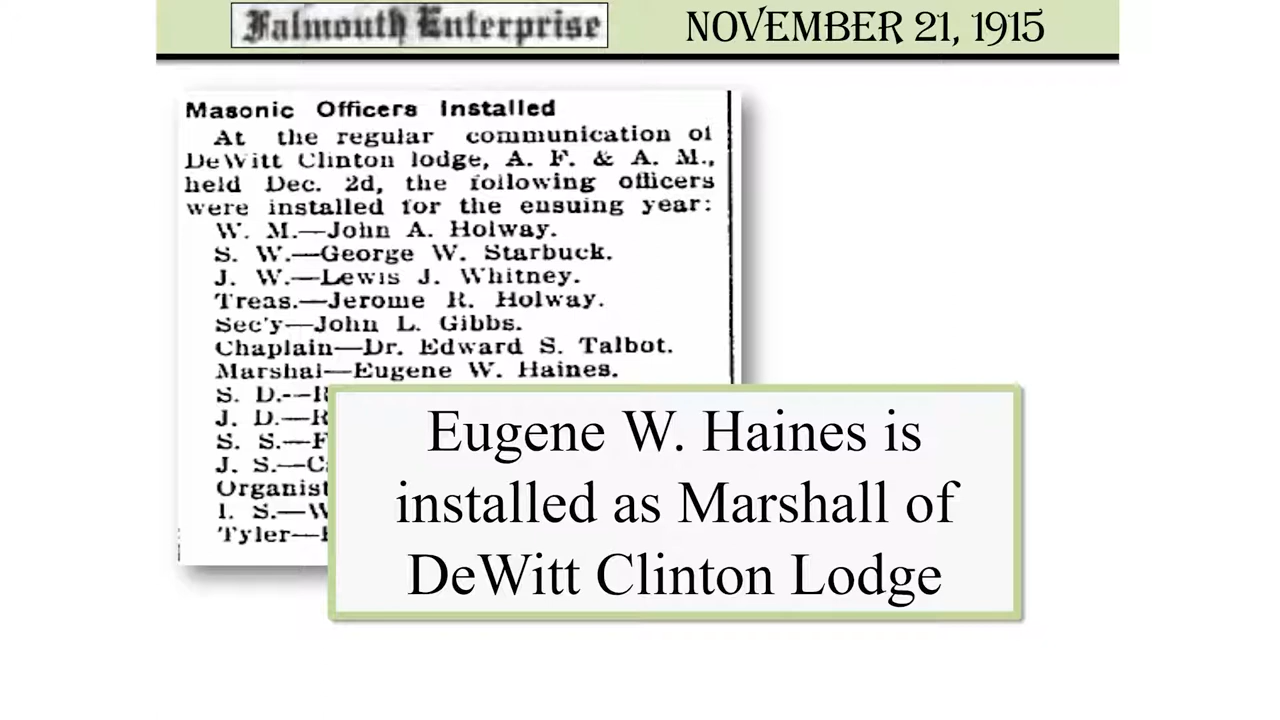 Falmouth Enterprise
NOVEMBER 21, 1915
Masonic Officers Installed
At the regular communication of
DeWitt Clinton lodge, A. F. & A. M.,
held Dec. 2d, the following officers
were installed for the ensuing year:
W. M.—John A. Holway.
S. W.—George W. Starbuck.
J. W.—Lewis J. Whitney.
Treas.—Jerome R. Holway.
Sec'y—John L. Gibbs.
Chaplain—Dr. Edward S. Talbot.
Marshal—Eugene W. Haines.
S. D.--
J. D.—
S. S.—
J. S.—
Organist
I. S.—
Tyler—
Eugene W. Haines is
installed as Marshall of
DeWitt Clinton Lodge